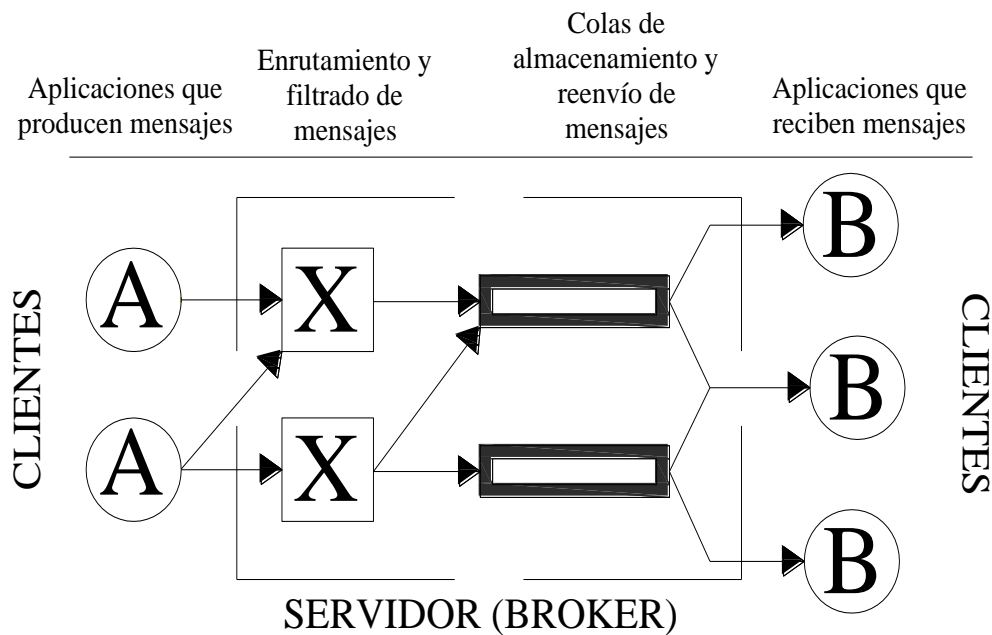 Aplicaciones que
producen mensajes
Enrutamiento y
filtrado de
mensajes
Colas de
almacenamiento y
reenvío de
mensajes
Aplicaciones que
reciben mensajes
CLIENTES
A
A
X
X
B
B
B
CLIENTES
SERVIDOR (BROKER)